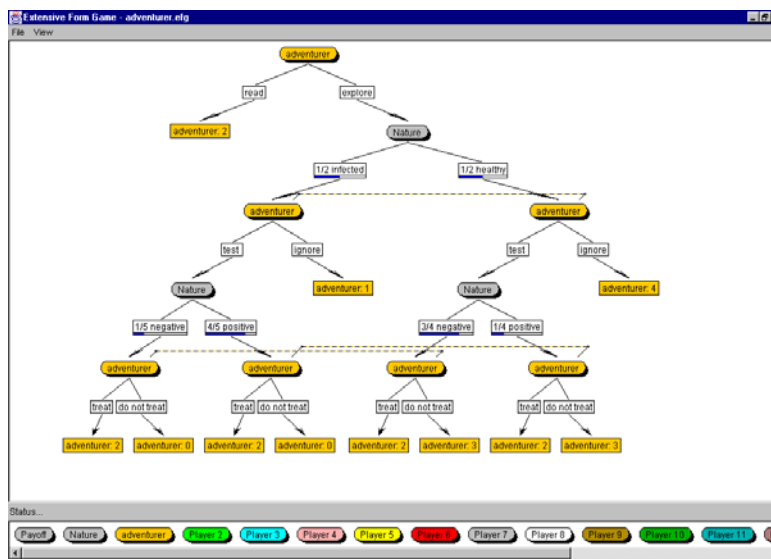 Extensive Form Game - adventurer.efg
File View
adventurer
read explore
adventurer: 2
Nature
1/2 infected 1/2 healthy
adventurer adventurer
test ignore test ignore
Nature adventurer: 1 Nature adventurer: 4
1/5 negative 4/5 positive 3/4 negative 1/4 positive
adventurer adventurer adventurer adventurer
treat do not treat treat do not treat treat do not treat treat do not treat
adventurer: 2 adventurer: 0 adventurer: 2 adventurer: 0 adventurer: 2 adventurer: 3 adventurer: 2 adventurer: 3
Status...
Payoff Nature adventurer Player 2 Player 3 Player 4 Player 5 Player 6 Player 7 Player 8 Player 9 Player 10 Player 11